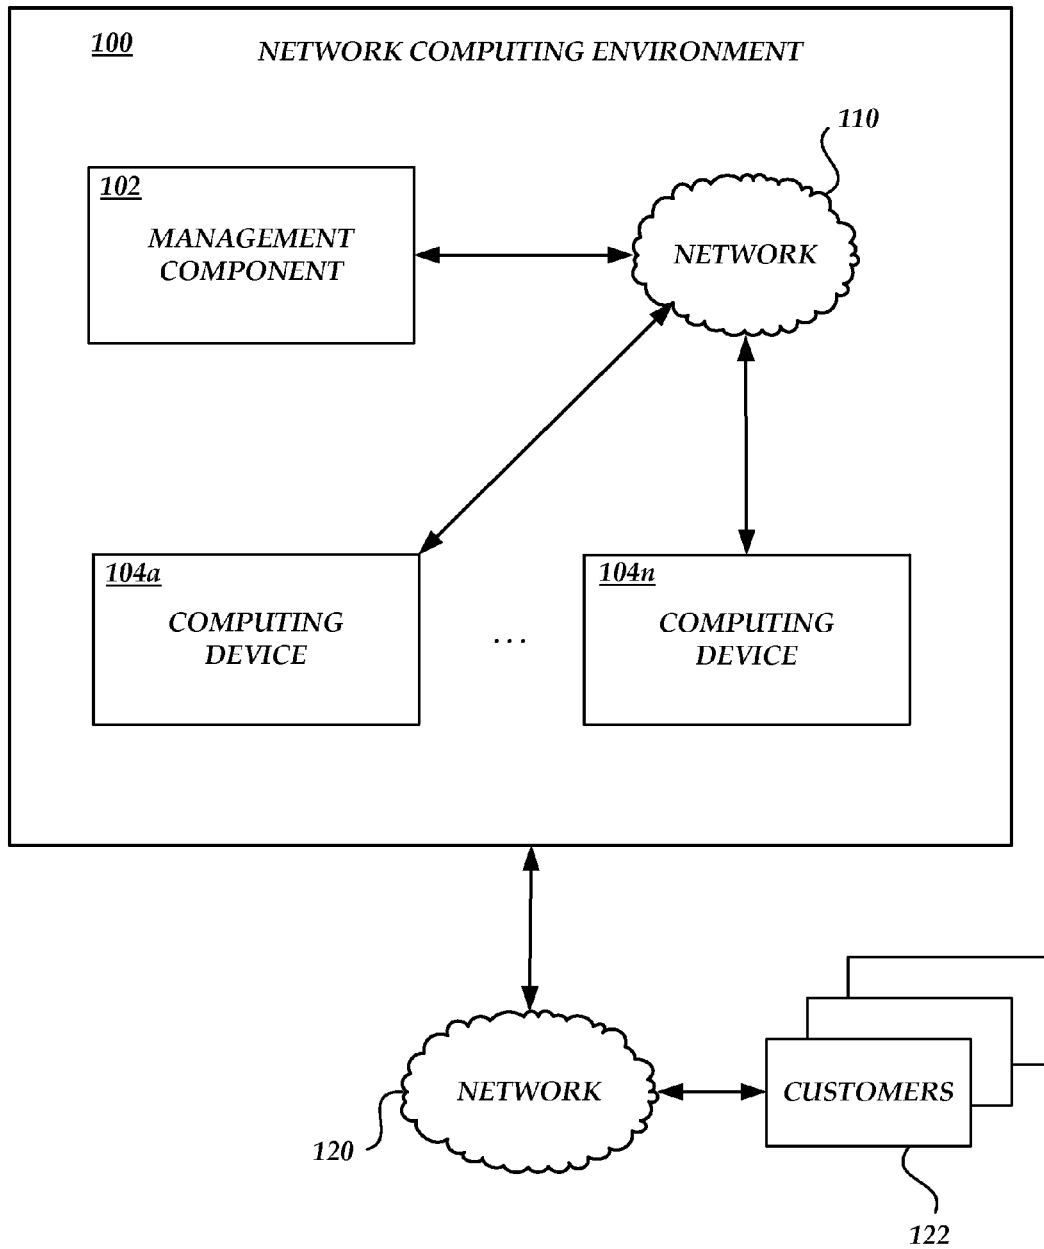 100
NETWORK COMPUTING ENVIRONMENT
110
102
MANAGEMENT
COMPONENT
NETWORK
104a
COMPUTING
DEVICE
...
104n
COMPUTING
DEVICE
NETWORK
120
CUSTOMERS
122